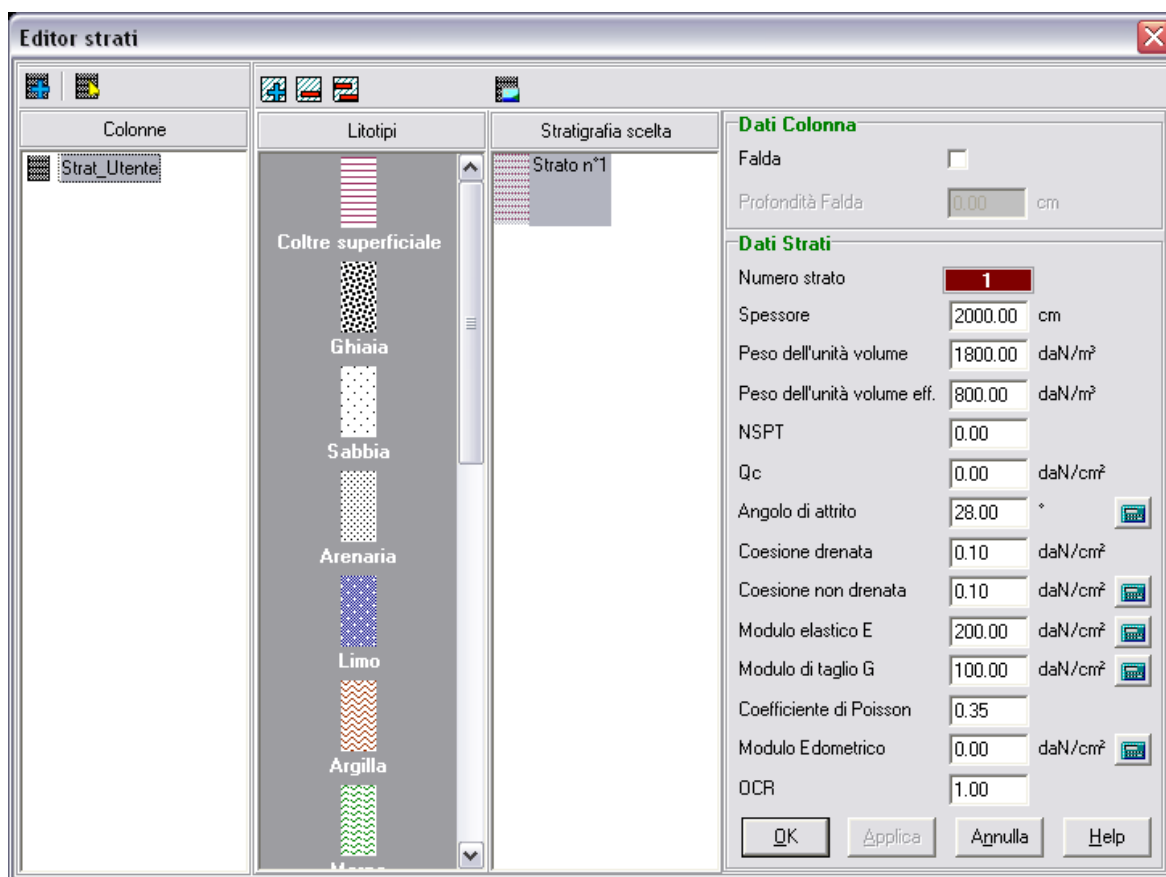 Editor strati
Colonne
Strat_Utente
Litotipi
Coltre superficiale
Ghiaia
Sabbia
Arenaria
Limo
Argilla
Stratigrafia scelta
Strato n°1
Dati Colonna
Falda
Profondità Falda 0.00 cm
Dati Strati
Numero strato 1
Spessore 2000.00 cm
Peso dell'unità volume 1800.00 daN/m³
Peso dell'unità volume eff. 800.00 daN/m³
NSPT 0.00
Qc 0.00 daN/cm²
Angolo di attrito 28.00 °
Coesione drenata 0.10 daN/cm²
Coesione non drenata 0.10 daN/cm²
Modulo elastico E 200.00 daN/cm²
Modulo di taglio G 100.00 daN/cm²
Coefficiente di Poisson 0.35
Modulo Edometrico 0.00 daN/cm²
OCR 1.00
OK Applica Annulla Help